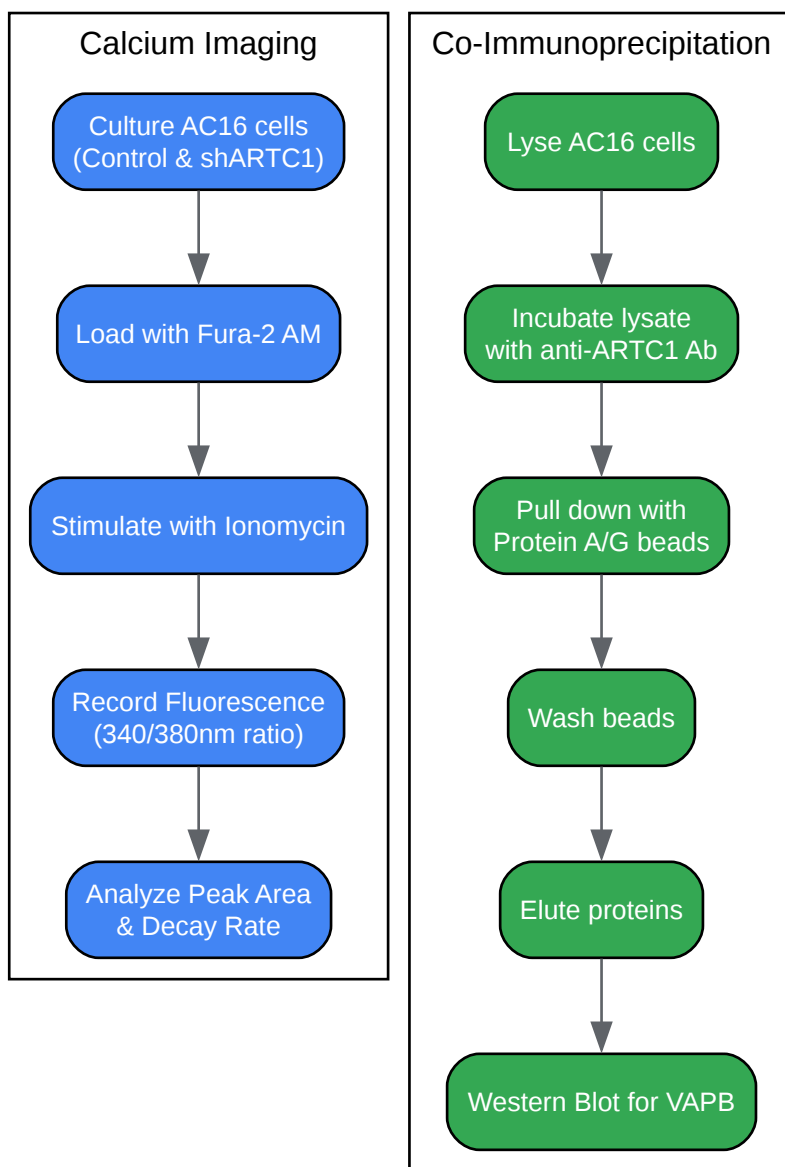 Calcium Imaging
Culture AC16 cells
(Control & shARTC1)
Load with Fura-2 AM
Stimulate with Ionomycin
Record Fluorescence
(340/380nm ratio)
Analyze Peak Area
& Decay Rate
Co-Immunoprecipitation
Lyse AC16 cells
Incubate lysate
with anti-ARTC1 Ab
Pull down with
Protein A/G beads
Wash beads
Elute proteins
Western Blot for VAPB